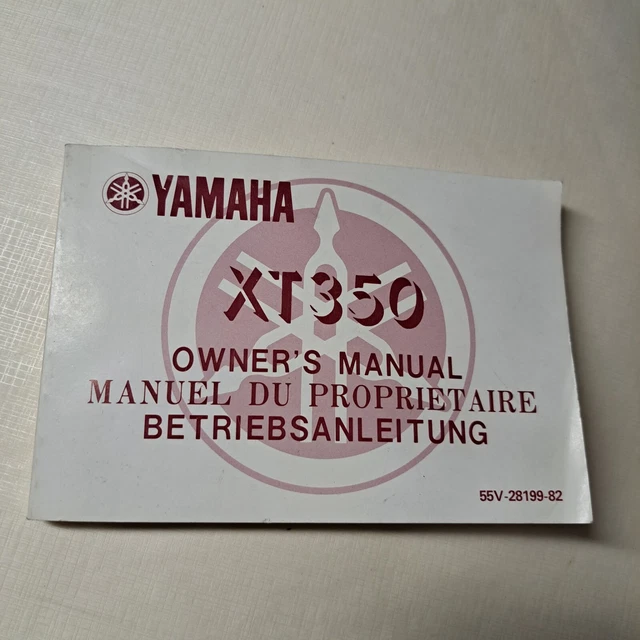 YAMAHA
XT350
OWNER'S MANUAL
MANUEL DU PROPRIETAIRE
BETRIEBSANLEITUNG
55V-28199-82